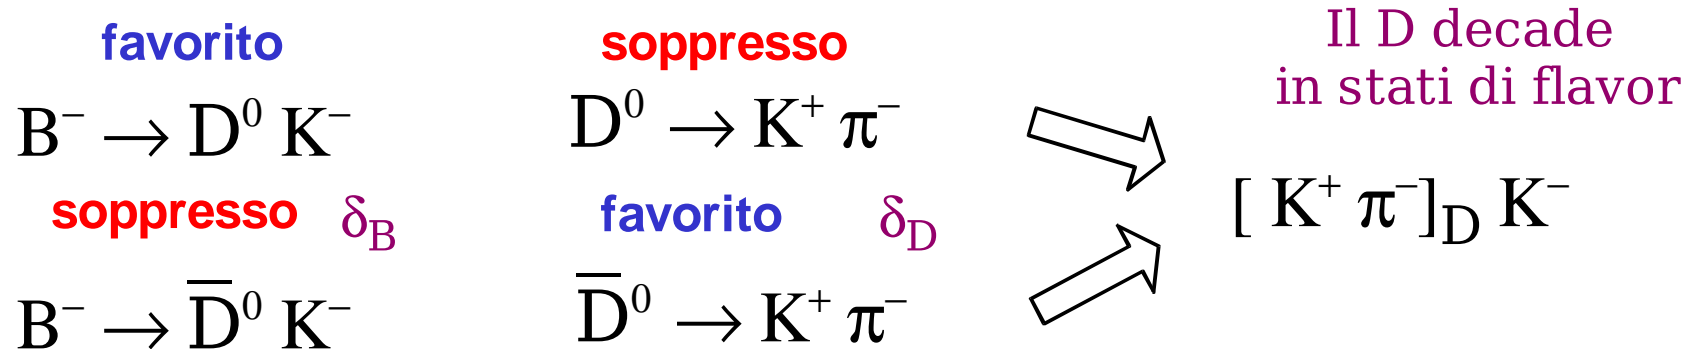 favorito
B⁻ → D⁰ K⁻
soppresso δ_B
B⁻ → D̅⁰ K⁻
soppresso
D⁰ → K⁺ π⁻
favorito δ_D
D̅⁰ → K⁺ π⁻
Il D decade
in stati di flavor
[ K⁺ π⁻]_D K⁻